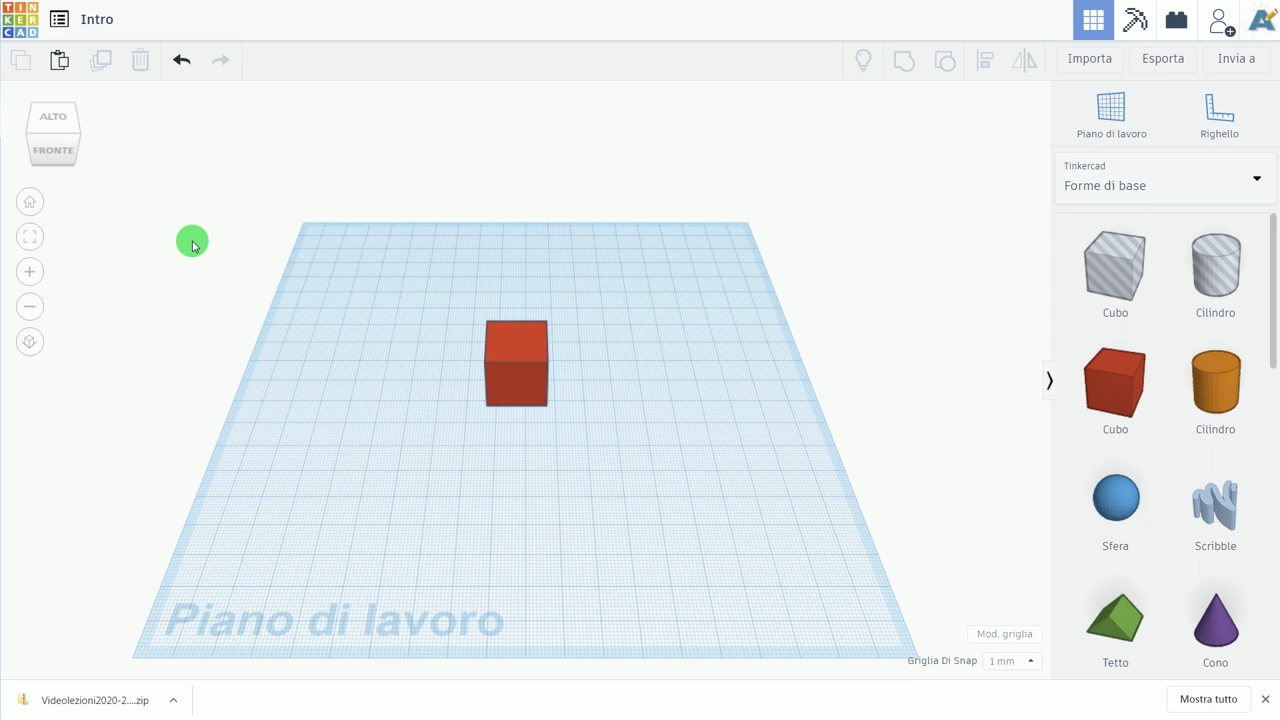 TIN
KER
CAD
Intro
Importa
Esporta
Invia a
ALTO
FRONTE
Piano di lavoro
Righello
Tinkercad
Forme di base
Cubo
Cilindro
Cubo
Cilindro
Sfera
Scribble
Tetto
Cono
Piano di lavoro
Mod. griglia
Griglia Di Snap
1 mm
Videolezioni2020-2....zip
Mostra tutto